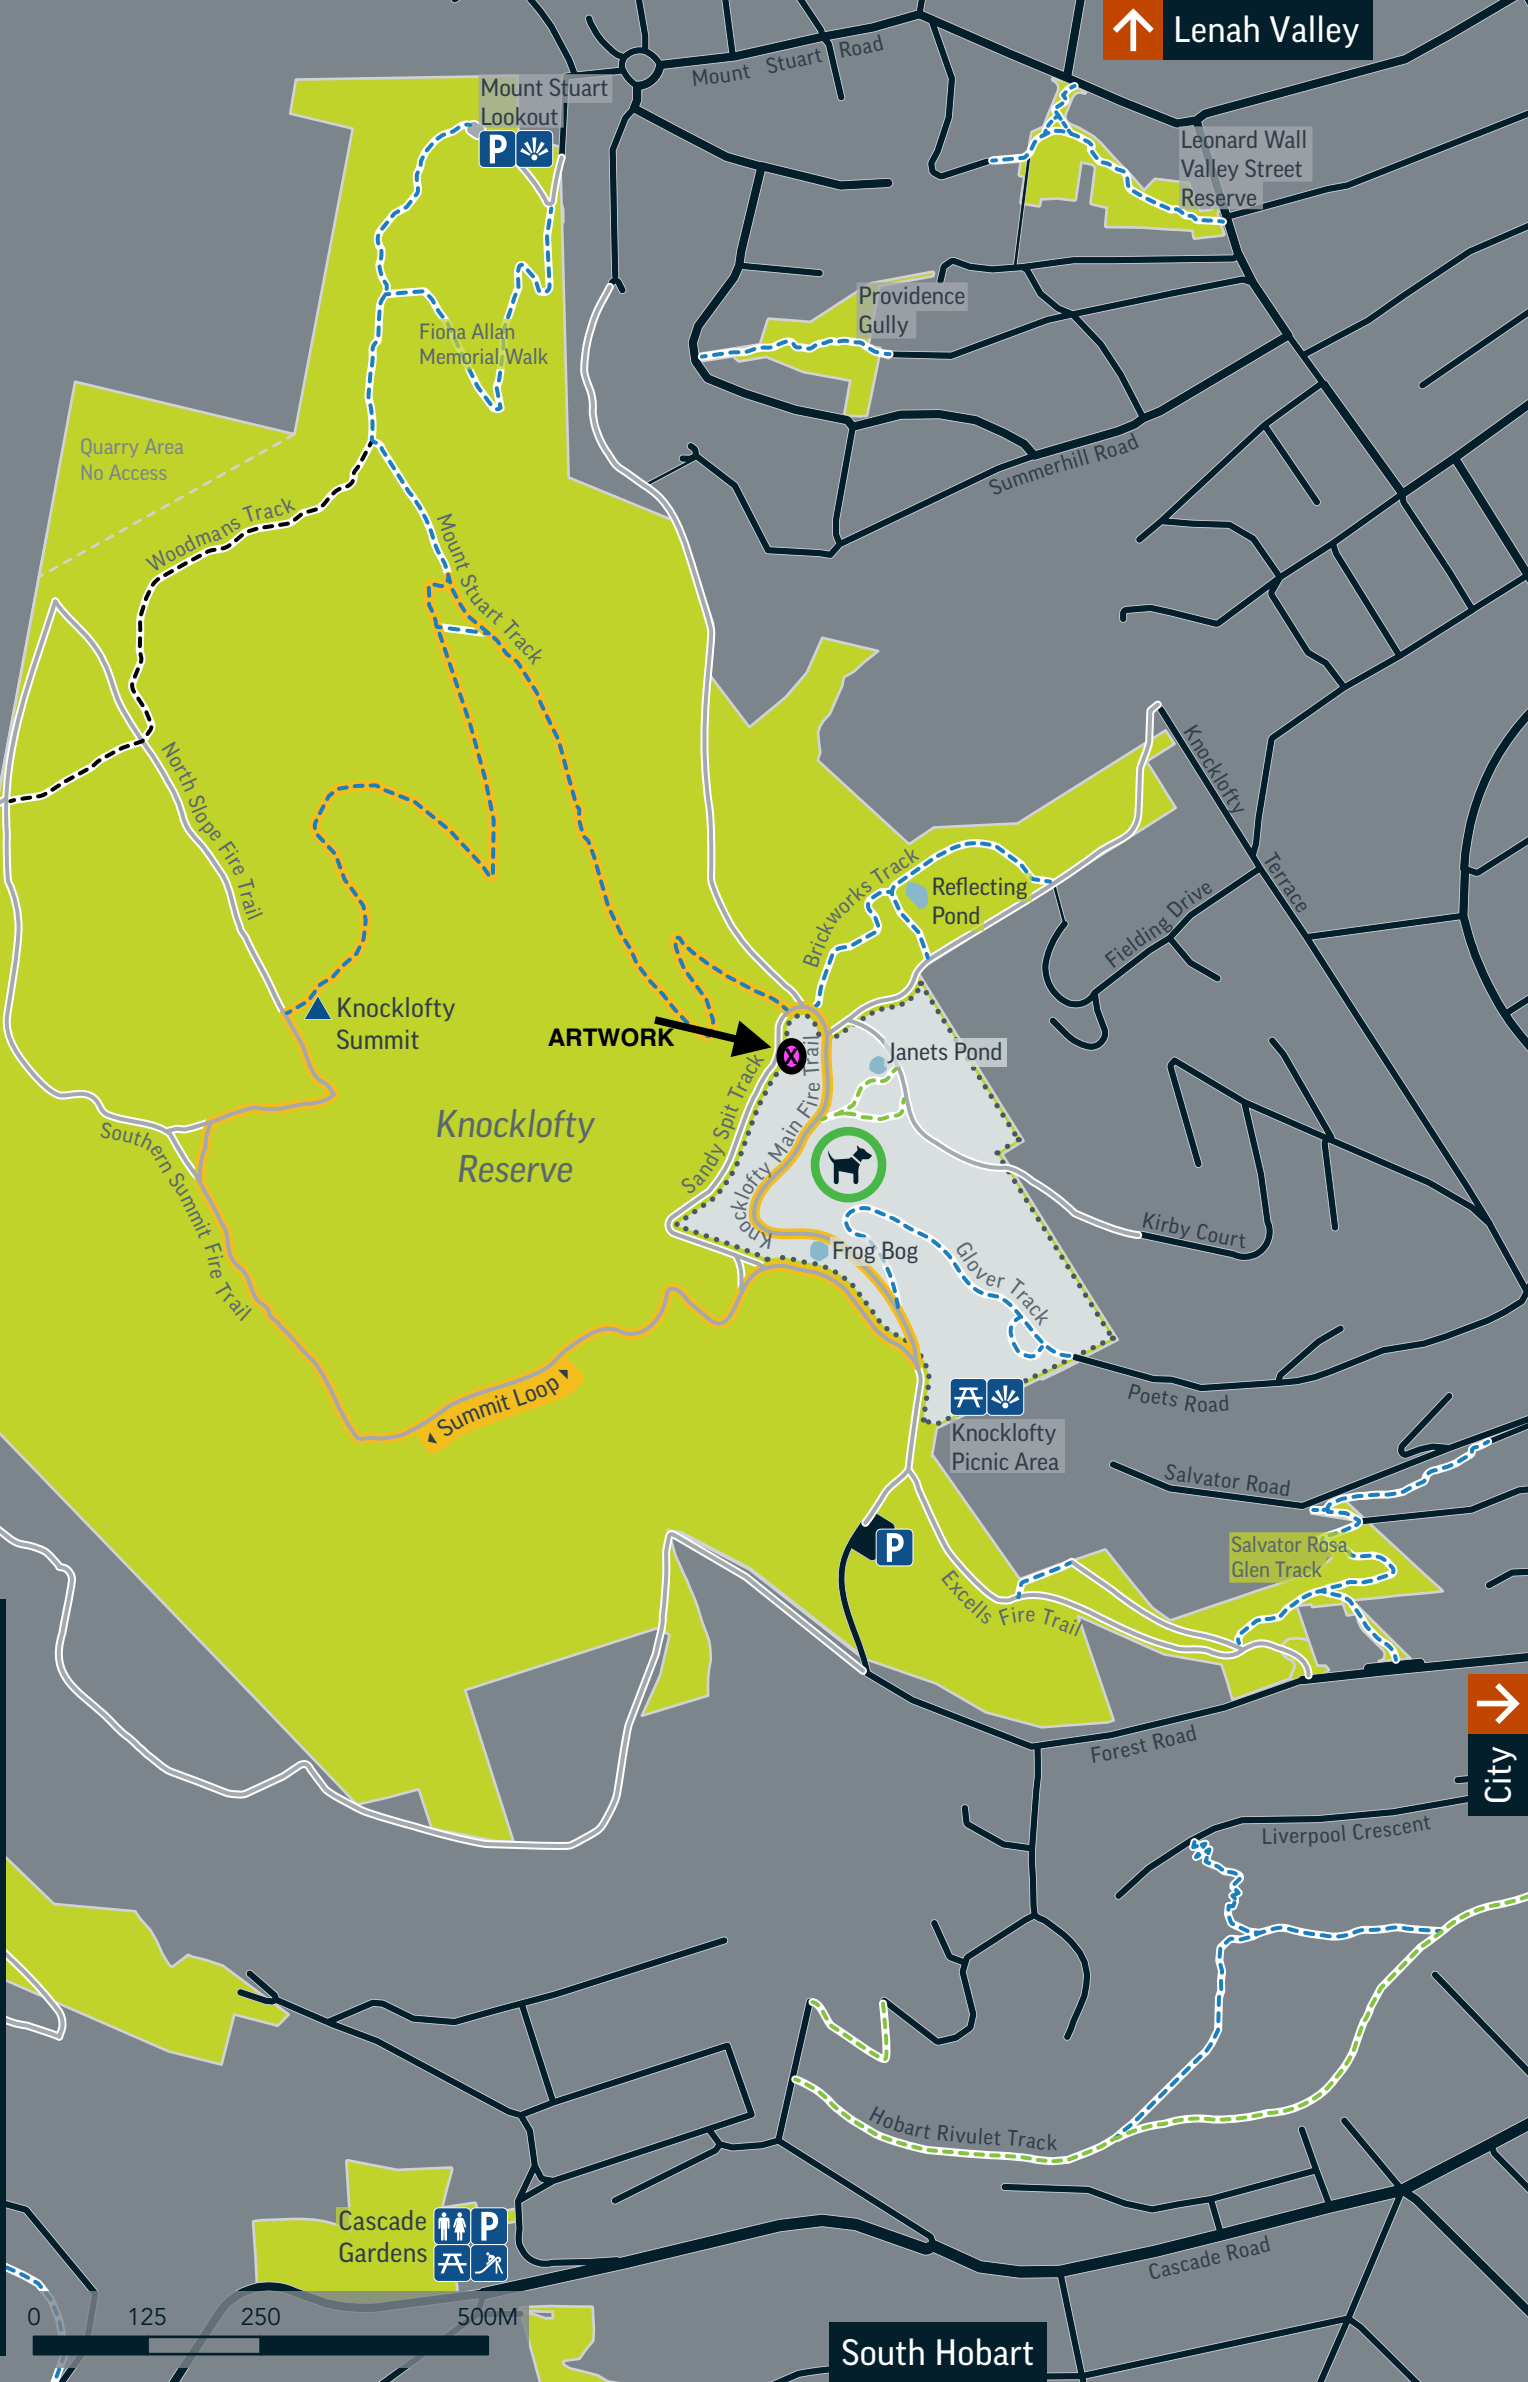 Lenah Valley
Mount Stuart Road
Mount Stuart
Lookout
P
Leonard Wall
Valley Street
Reserve
Providence
Gully
Fiona Allan
Memorial Walk
Quarry Area
No Access
Summerhill Road
Woodmans Track
Mount Stuart Track
North Slope Fire Trail
Knocklofty Terrace
Brickworks Track
Reflecting
Pond
Fielding Drive
Knocklofty
Summit
ARTWORK
X
Janets Pond
Sandy Spit Track
Knocklofty Main Fire Trail
Knocklofty
Reserve
Southern Summit Fire Trail
Kirby Court
Frog Bog
Glover Track
Summit Loop
Poets Road
Knocklofty
Picnic Area
Salvator Road
P
Salvator Rosa
Glen Track
Excells Fire Trail
Forest Road
City
Liverpool Crescent
Hobart Rivulet Track
Cascade
Gardens
P
Cascade Road
0 125 250 500M
South Hobart